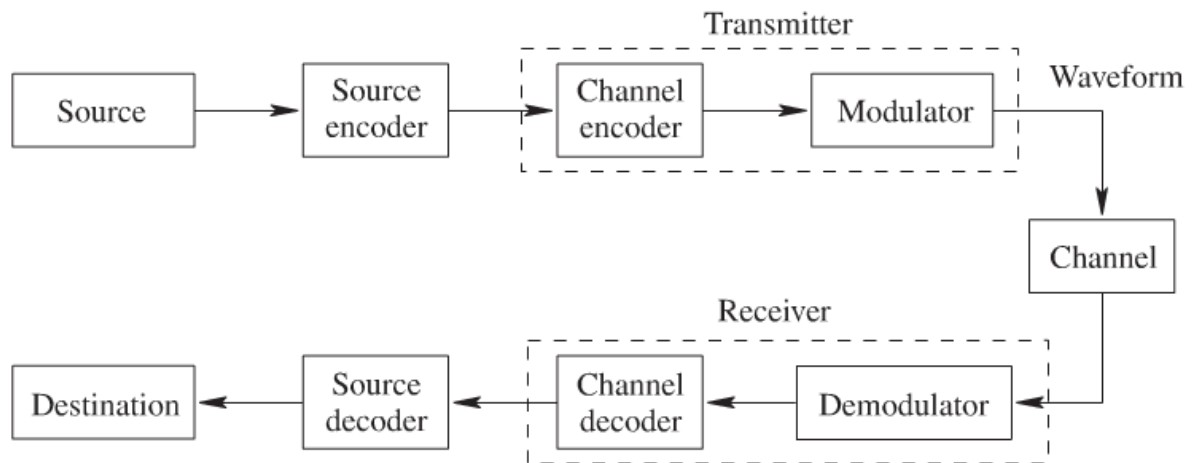 Transmitter
Waveform
Source
Source
encoder
Channel
encoder
Modulator
Channel
Receiver
Destination
Source
decoder
Channel
decoder
Demodulator